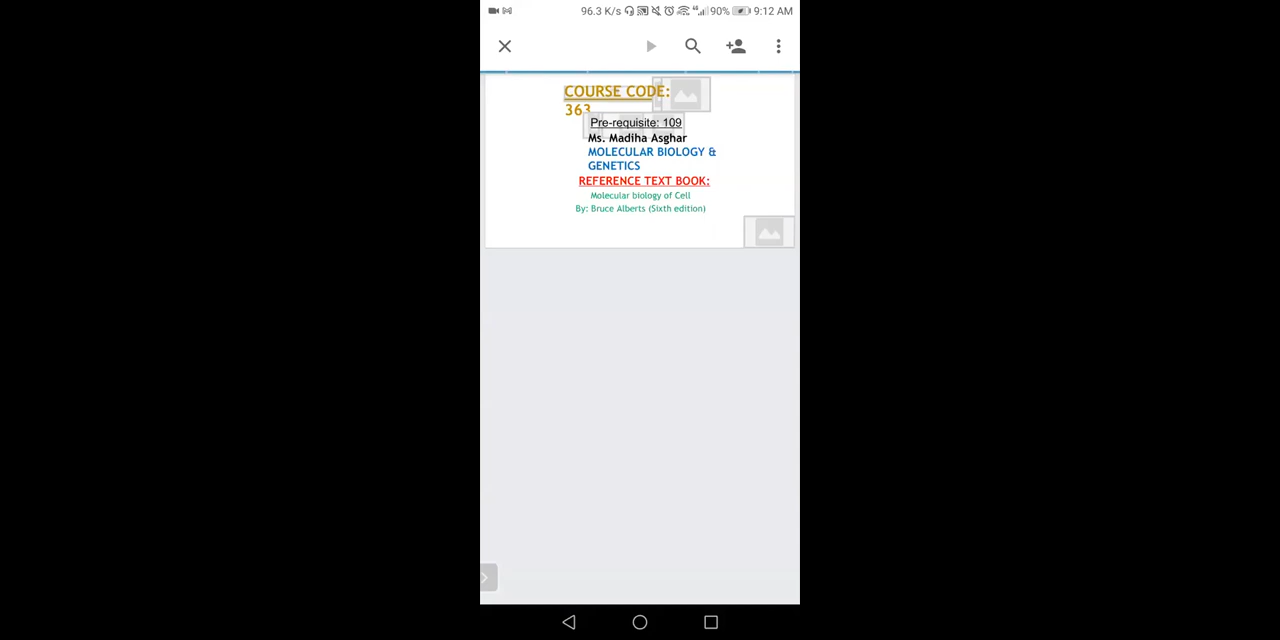 96.3 K/s 4G 90% 9:12 AM
COURSE CODE:
363
Pre-requisite: 109
Ms. Madiha Asghar
MOLECULAR BIOLOGY &
GENETICS
REFERENCE TEXT BOOK:
Molecular biology of Cell
By: Bruce Alberts (Sixth edition)